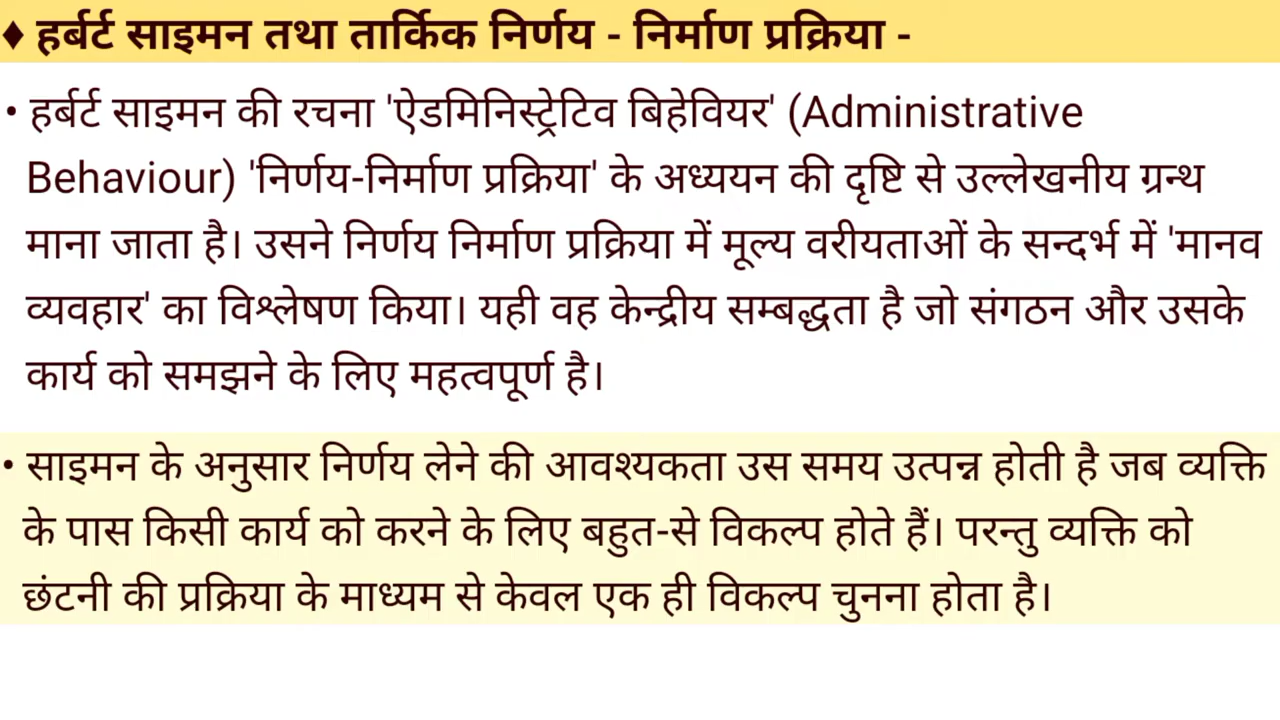 ♦ हर्बर्ट साइमन तथा तार्किक निर्णय - निर्माण प्रक्रिया -
• हर्बर्ट साइमन की रचना 'ऐडमिनिस्ट्रेटिव बिहेवियर' (Administrative
Behaviour) 'निर्णय-निर्माण प्रक्रिया' के अध्ययन की दृष्टि से उल्लेखनीय ग्रन्थ
माना जाता है। उसने निर्णय निर्माण प्रक्रिया में मूल्य वरीयताओं के सन्दर्भ में 'मानव
व्यवहार' का विश्लेषण किया। यही वह केन्द्रीय सम्बद्धता है जो संगठन और उसके
कार्य को समझने के लिए महत्वपूर्ण है।
• साइमन के अनुसार निर्णय लेने की आवश्यकता उस समय उत्पन्न होती है जब व्यक्ति
के पास किसी कार्य को करने के लिए बहुत-से विकल्प होते हैं। परन्तु व्यक्ति को
छंटनी की प्रक्रिया के माध्यम से केवल एक ही विकल्प चुनना होता है।